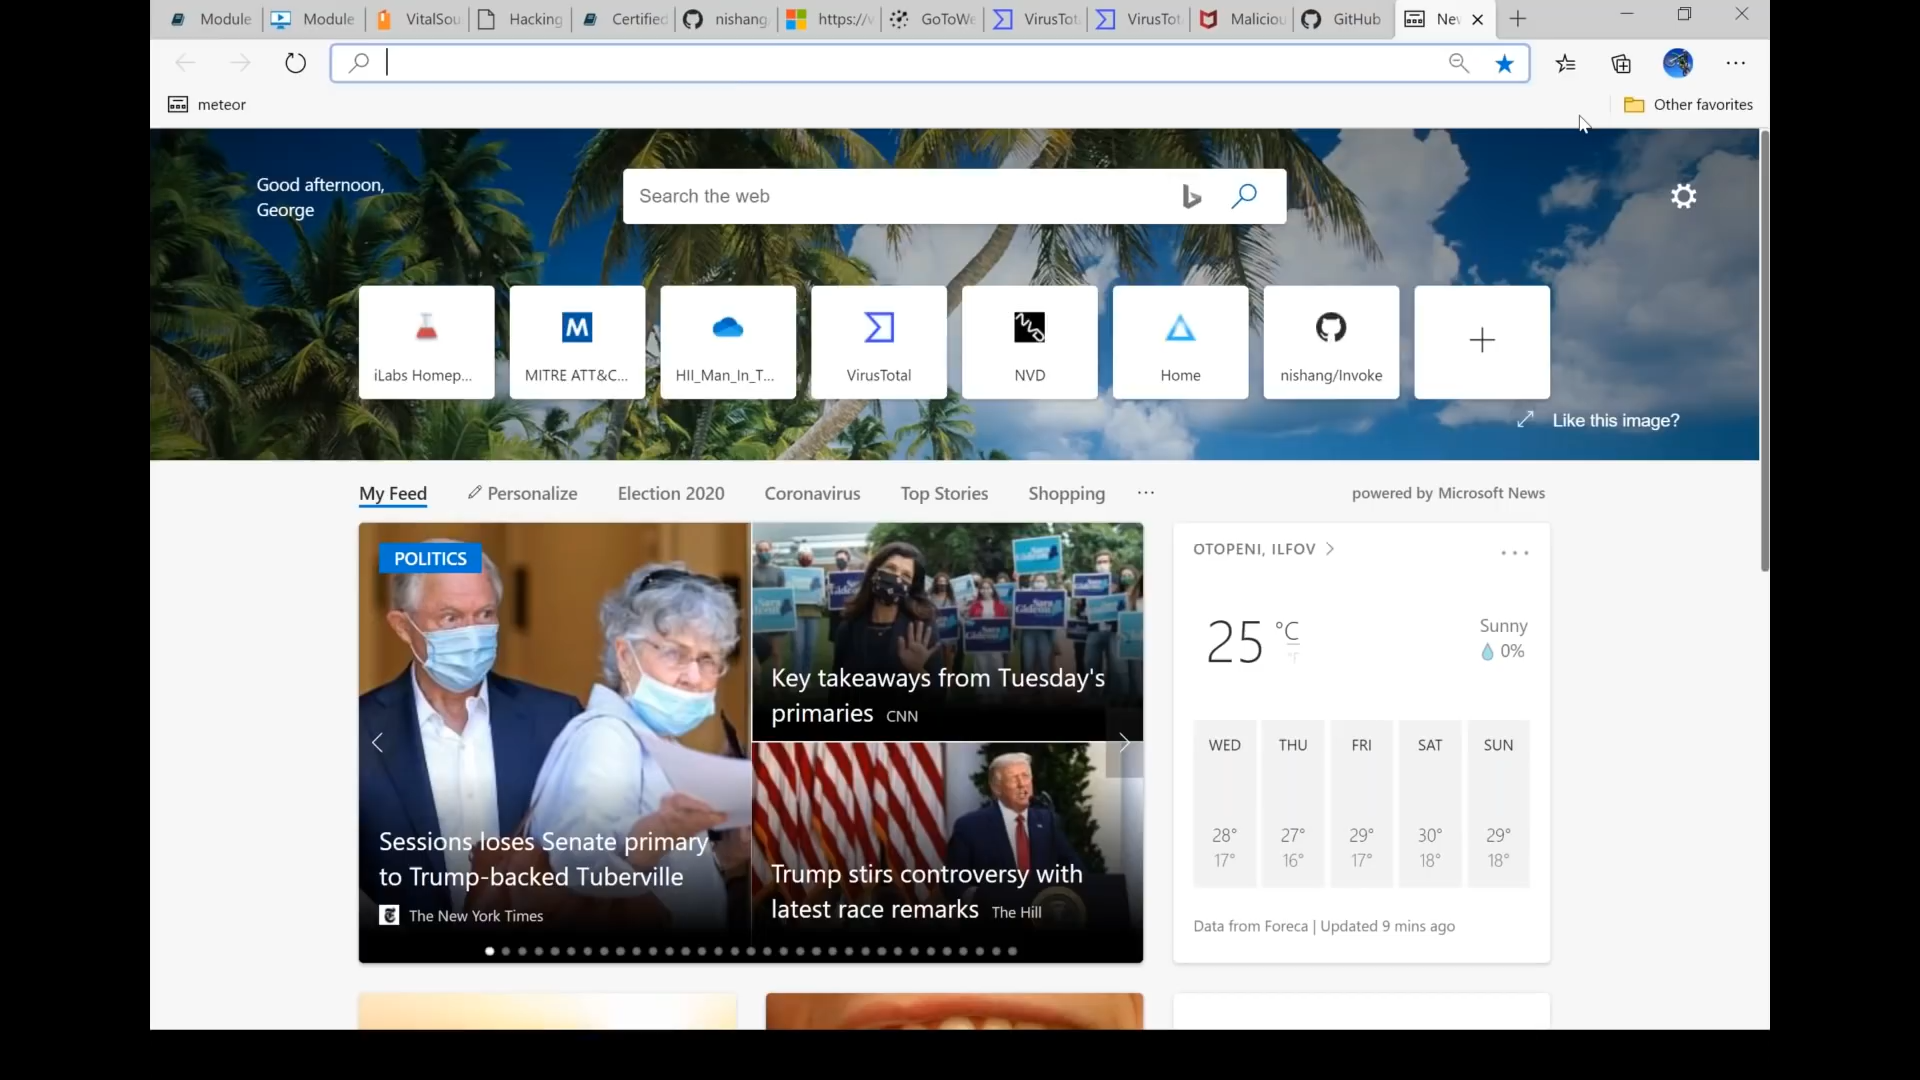 Module
Module
VitalSou
Hacking
Certified
nishang
https://v
GoToWe
VirusTot
VirusTot
Maliciou
GitHub
Ne
meteor
Other favorites
Good afternoon,
George
Search the web
iLabs Homep...
MITRE ATT&C...
HII_Man_In_T...
VirusTotal
NVD
Home
nishang/Invoke
Like this image?
My Feed
Personalize
Election 2020
Coronavirus
Top Stories
Shopping
powered by Microsoft News
POLITICS
Sessions loses Senate primary
to Trump-backed Tuberville
The New York Times
Key takeaways from Tuesday's
primaries CNN
Trump stirs controversy with
latest race remarks The Hill
OTOPENI, ILFOV
25 °C
°F
Sunny
0%
WED THU FRI SAT SUN
28° 27° 29° 30° 29°
17° 16° 17° 18° 18°
Data from Foreca | Updated 9 mins ago
Sara
Gideon